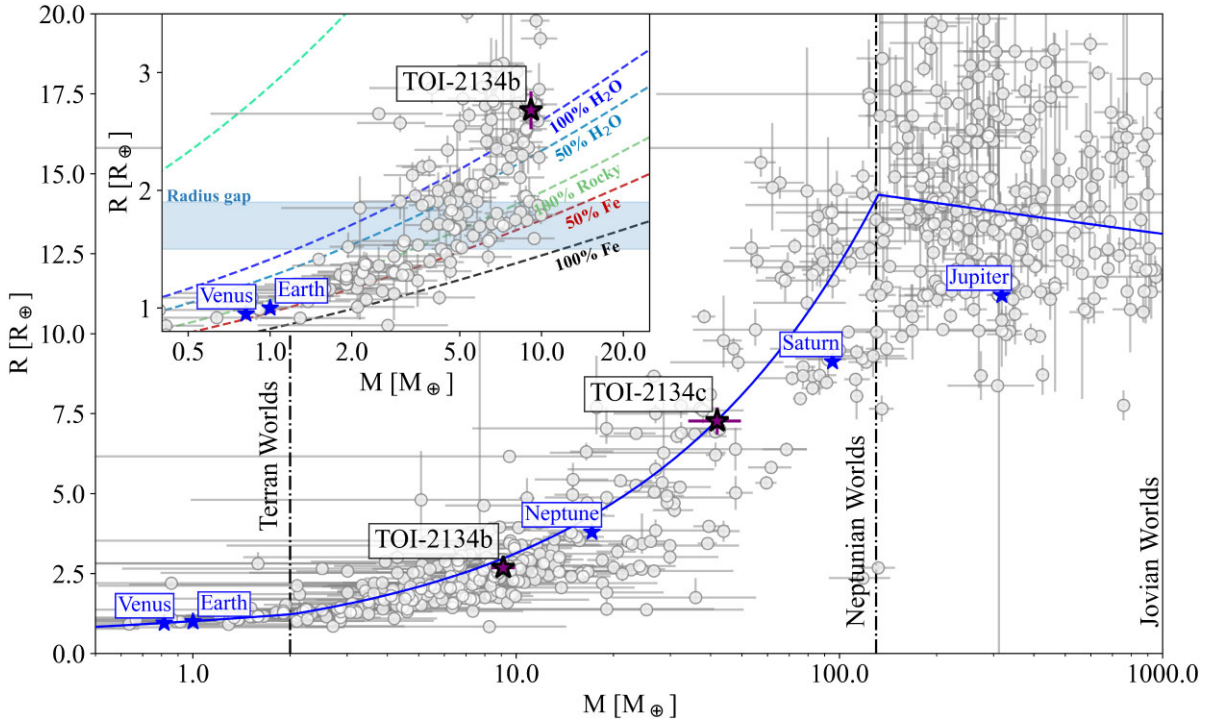 20.0
17.5
15.0
12.5
10.0
7.5
5.0
2.5
0.0
R [R⊕]
1.0
10.0
100.0
1000.0
M [M⊕]
3
2
1
R [R⊕]
0.5
1.0
2.0
5.0
10.0
20.0
M [M⊕]
TOI-2134b
100% H₂O
50% H₂O
100% Rocky
50% Fe
100% Fe
Radius gap
Venus
Earth
Jupiter
Saturn
TOI-2134c
Neptune
TOI-2134b
Venus
Earth
Terran Worlds
Neptunian Worlds
Jovian Worlds